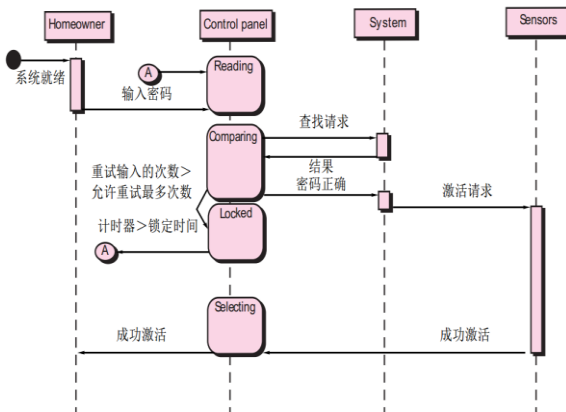 Homeowner
Control panel
System
Sensors
系统就绪
A
Reading
输入密码
Comparing
查找请求
结果
重试输入的次数>
允许重试最多次数
密码正确
激活请求
Locked
计时器>锁定时间
A
Selecting
成功激活
成功激活